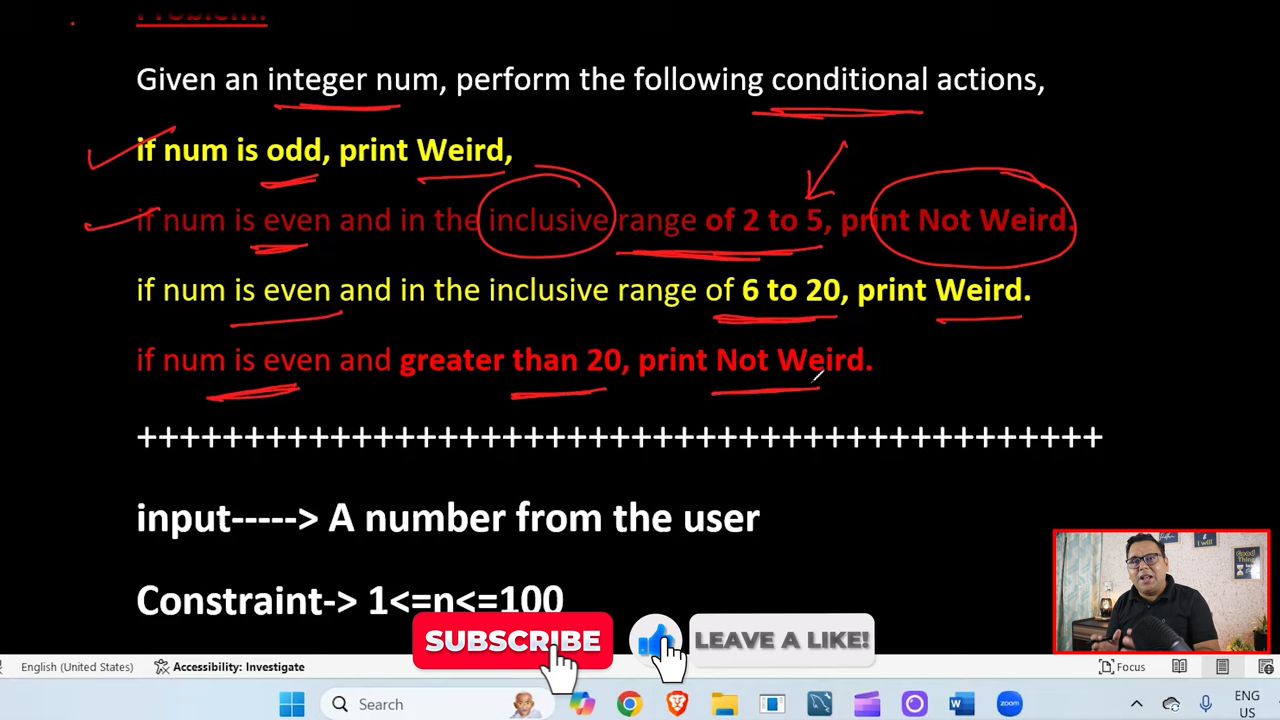 Problem:
Given an integer num, perform the following conditional actions,
if num is odd, print Weird,
if num is even and in the inclusive range of 2 to 5, print Not Weird.
if num is even and in the inclusive range of 6 to 20, print Weird.
if num is even and greater than 20, print Not Weird.
+++++++++++++++++++++++++++++++++++++++++++++
input-----> A number from the user
Constraint-> 1<=n<=100
SUBSCRIBE
LEAVE A LIKE!
English (United States)
Accessibility: Investigate
Focus
Search
ENG
US